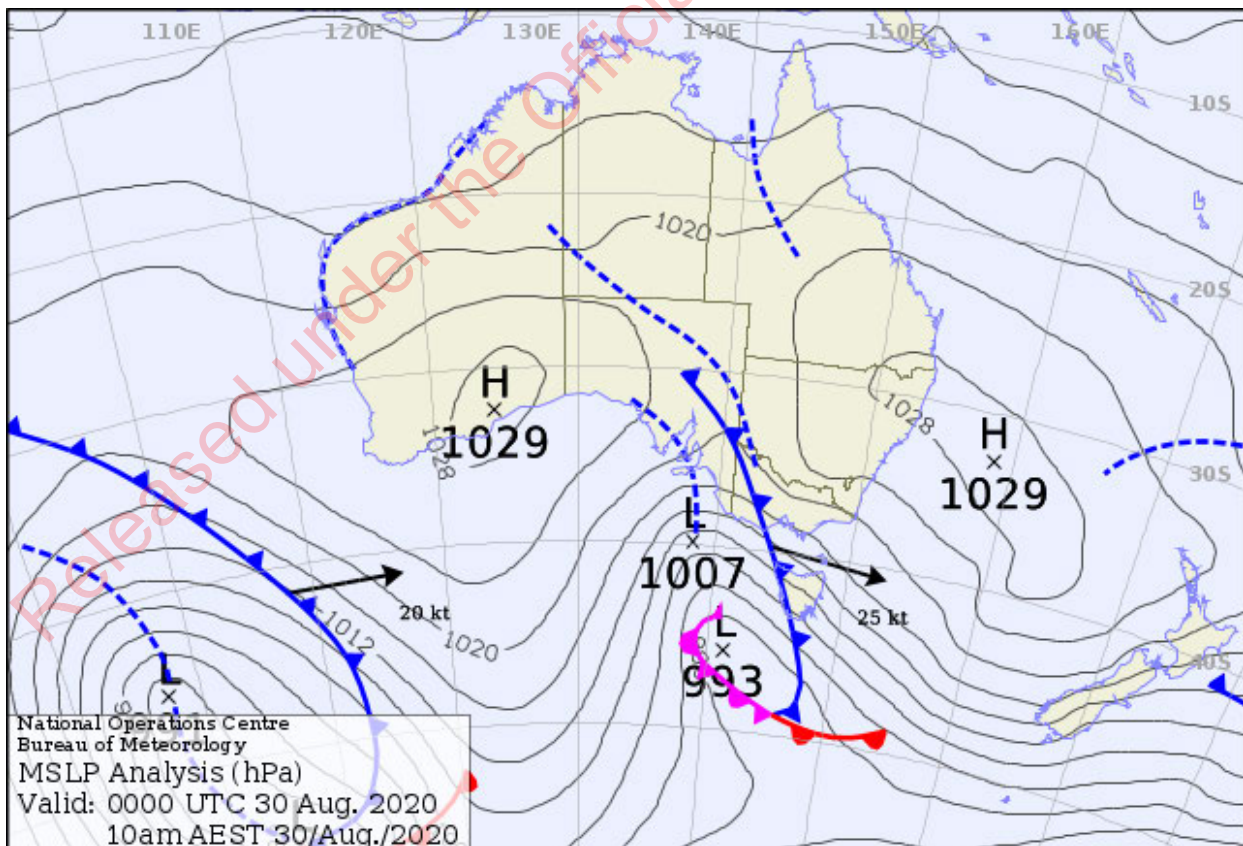 110E 120E 130E 140E 150E 160E
10S
1020
20S
Released under the Official
H
1029
1028
1028
H
1029
30S
L
1007
20 kt
25 kt
1012
1020
L
993
40S
L
National Operations Centre
Bureau of Meteorology
MSLP Analysis (hPa)
Valid: 0000 UTC 30 Aug. 2020
10am AEST 30/Aug./2020